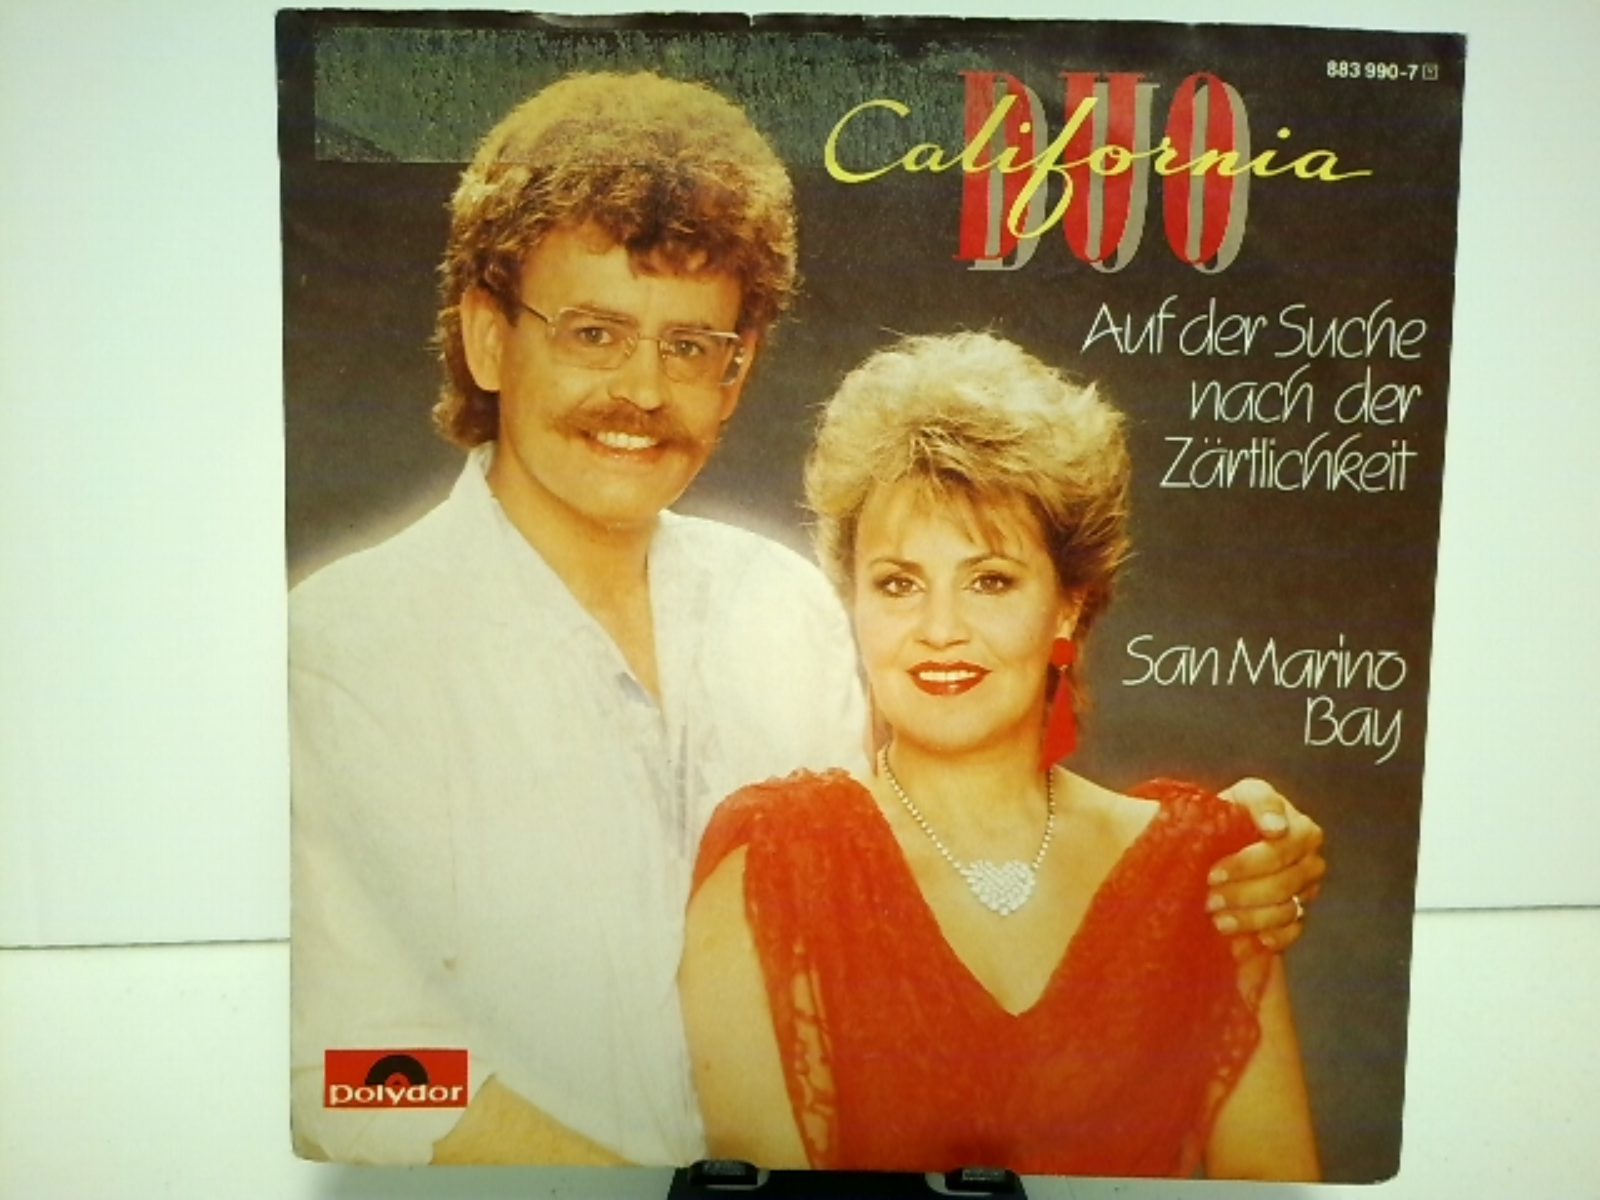 883 990-7
DUO
California
Auf der Suche
nach der
Zärtlichkeit
San Marino
Bay
polydor